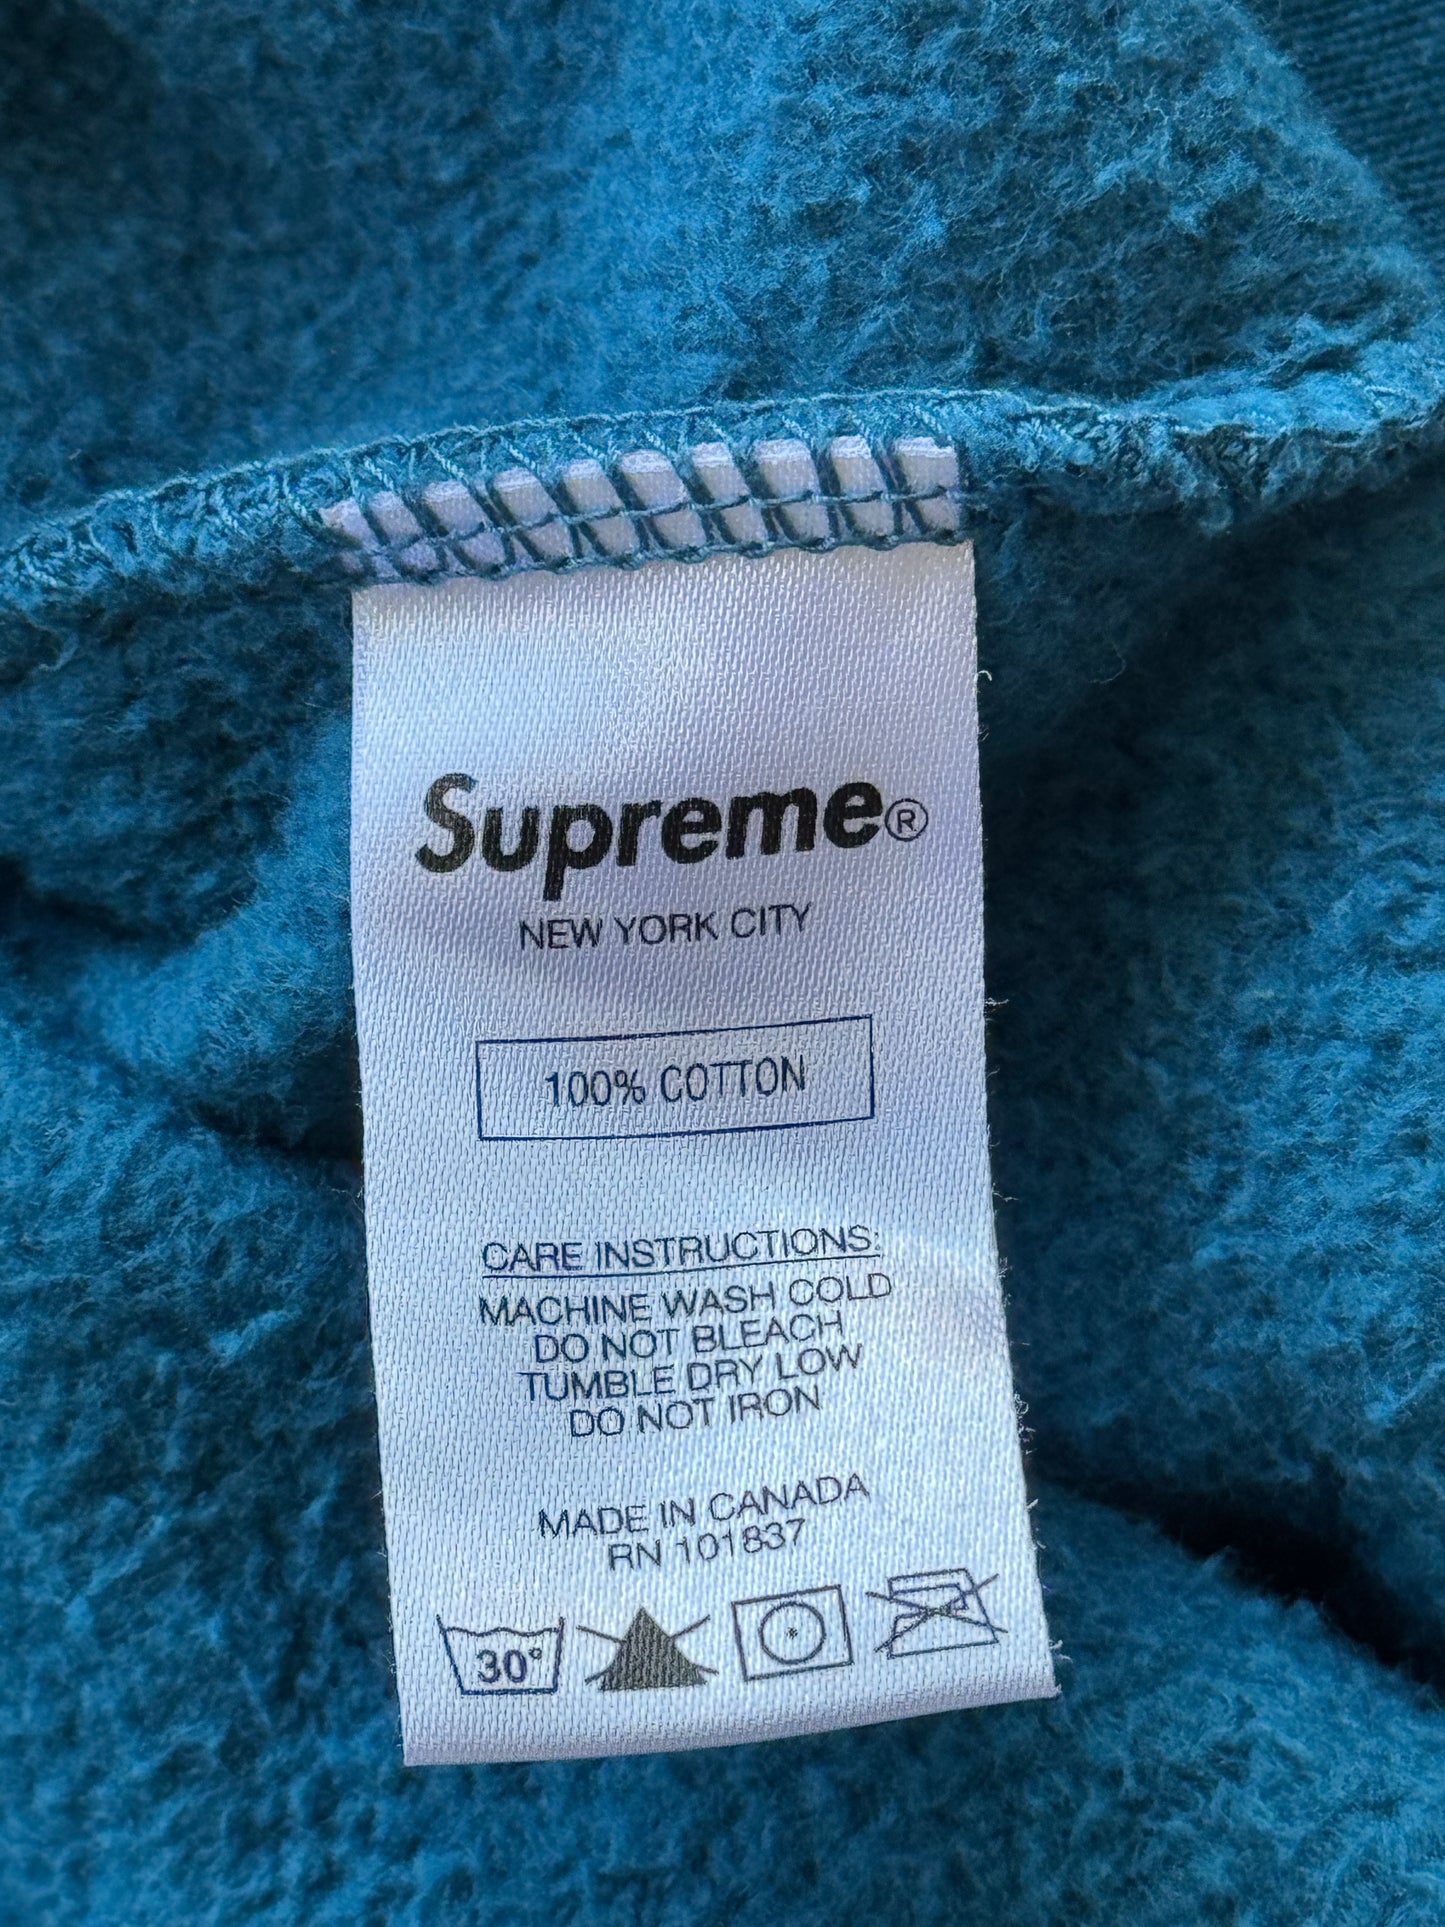 Supreme®
NEW YORK CITY
100% COTTON
CARE INSTRUCTIONS:
MACHINE WASH COLD
DO NOT BLEACH
TUMBLE DRY LOW
DO NOT IRON
MADE IN CANADA
RN 101837
30°